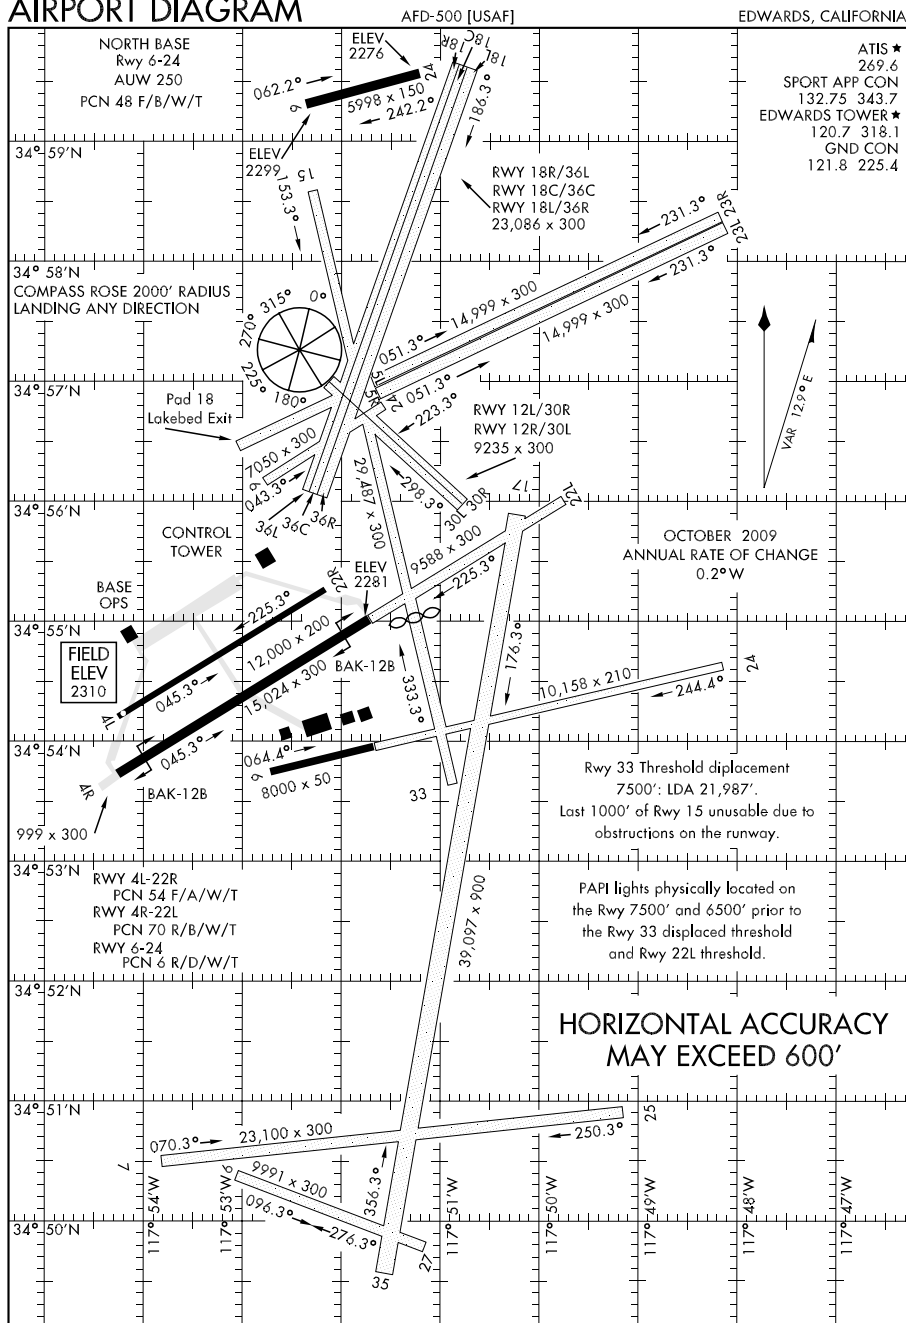 AIRPORT DIAGRAM
AFD-500 [USAF]
EDWARDS, CALIFORNIA
NORTH BASE
Rwy 6-24
AUW 250
PCN 48 F/B/W/T
ELEV
2276
18R
18C
18L
ATIS ★
269.6
SPORT APP CON
132.75 343.7
EDWARDS TOWER ★
120.7 318.1
GND CON
121.8 225.4
062.2°
24
6
5998 x 150
242.2°
186.3°
34° 59'N
ELEV
2299
15
153.3°
RWY 18R/36L
RWY 18C/36C
RWY 18L/36R
23,086 x 300
231.3°
23L 23R
231.3°
34° 58'N
COMPASS ROSE 2000' RADIUS
LANDING ANY DIRECTION
0°
315°
270°
225°
180°
14,999 x 300
14,999 x 300
051.3°
051.3°
VAR 12.9° E
34° 57'N
5L
5R
24
223.3°
Pad 18
Lakebed Exit
RWY 12L/30R
RWY 12R/30L
9235 x 300
7050 x 300
6
043.3°
29,487 x 300
298.3°
30L 30R
17
22L
34° 56'N
36L
36C
36R
CONTROL
TOWER
9588 x 300
225.3°
OCTOBER 2009
ANNUAL RATE OF CHANGE
0.2° W
BASE
OPS
22R
ELEV
2281
225.3°
34° 55'N
FIELD
ELEV
2310
12,000 x 200
15,024 x 300
BAK-12B
045.3°
4L
333.3°
176.3°
10,158 x 210
24
244.4°
34° 54'N
045.3°
064.4°
6
8000 x 50
4R
BAK-12B
33
999 x 300
Rwy 33 Threshold diplacement
7500': LDA 21,987'.
Last 1000' of Rwy 15 unusable due to
obstructions on the runway.
34° 53'N
RWY 4L-22R
PCN 54 F/A/W/T
RWY 4R-22L
PCN 70 R/B/W/T
RWY 6-24
PCN 6 R/D/W/T
39,097 x 900
PAPI lights physically located on
the Rwy 7500' and 6500' prior to
the Rwy 33 displaced threshold
and Rwy 22L threshold.
34° 52'N
HORIZONTAL ACCURACY
MAY EXCEED 600'
34° 51'N
070.3°
23,100 x 300
25
250.3°
7
9
9991 x 300
096.3°
276.3°
356.3°
27
35
34° 50'N
117° 54'W
117° 53'W
117° 51'W
117° 50'W
117° 49'W
117° 48'W
117° 47'W